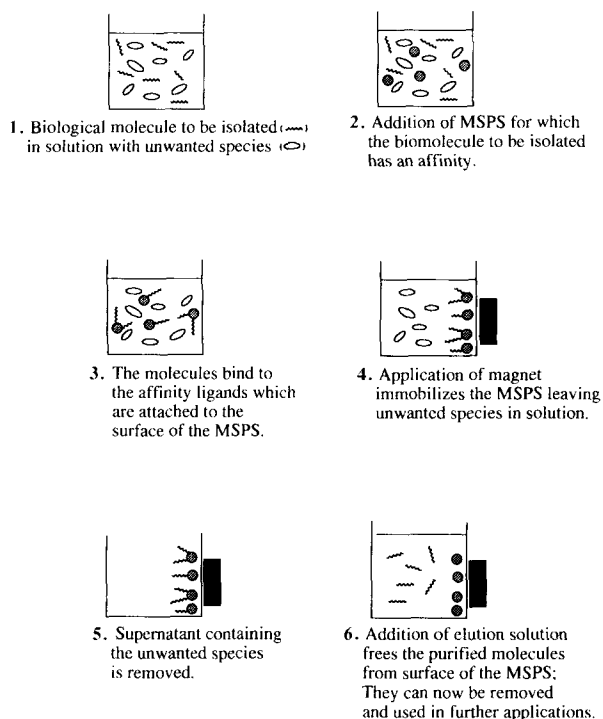 1. Biological molecule to be isolated
in solution with unwanted species
2. Addition of MSPS for which
the biomolecule to be isolated
has an affinity.
3. The molecules bind to
the affinity ligands which
are attached to the
surface of the MSPS.
4. Application of magnet
immobilizes the MSPS leaving
unwanted species in solution.
5. Supernatant containing
the unwanted species
is removed.
6. Addition of elution solution
frees the purified molecules
from surface of the MSPS;
They can now be removed
and used in further applications.